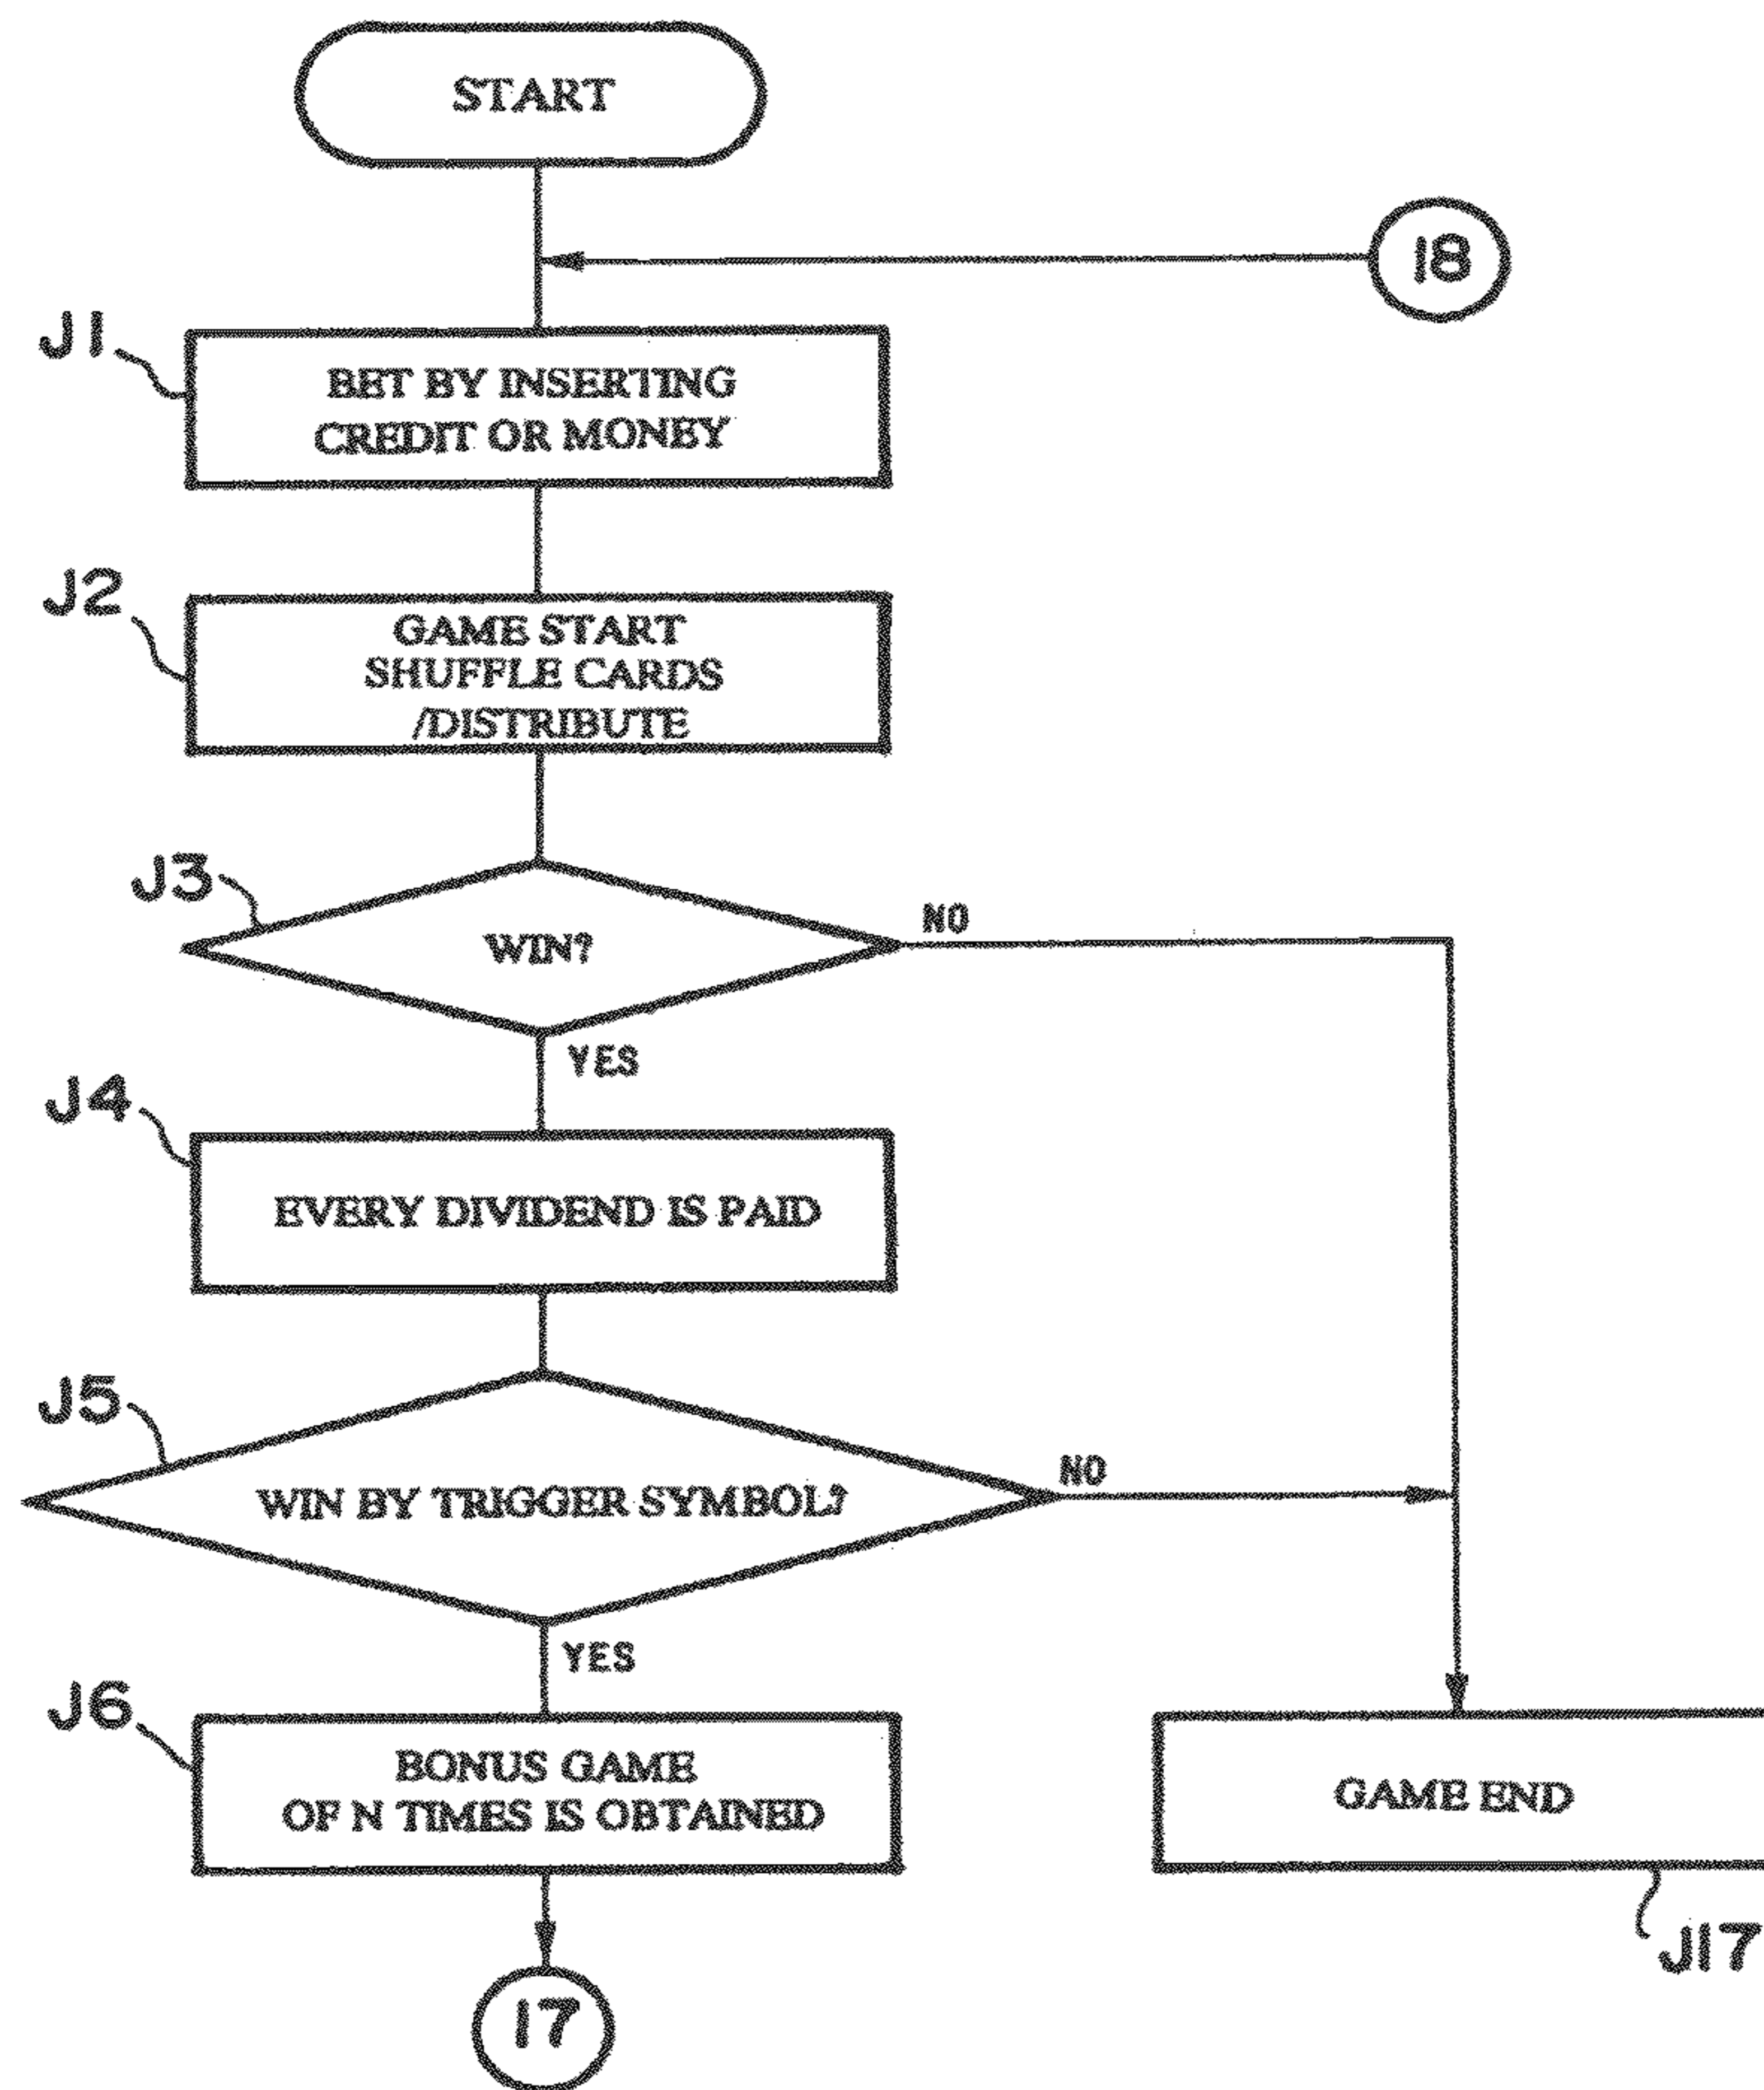 START
18
J1
BET BY INSERTING
CREDIT OR MONEY
J2
GAME START
SHUFFLE CARDS
/DISTRIBUTE
J3
WIN?
NO
YES
J4
EVERY DIVIDEND IS PAID
J5
WIN BY TRIGGER SYMBOL?
NO
YES
J6
BONUS GAME
OF N TIMES IS OBTAINED
GAME END
J17
17